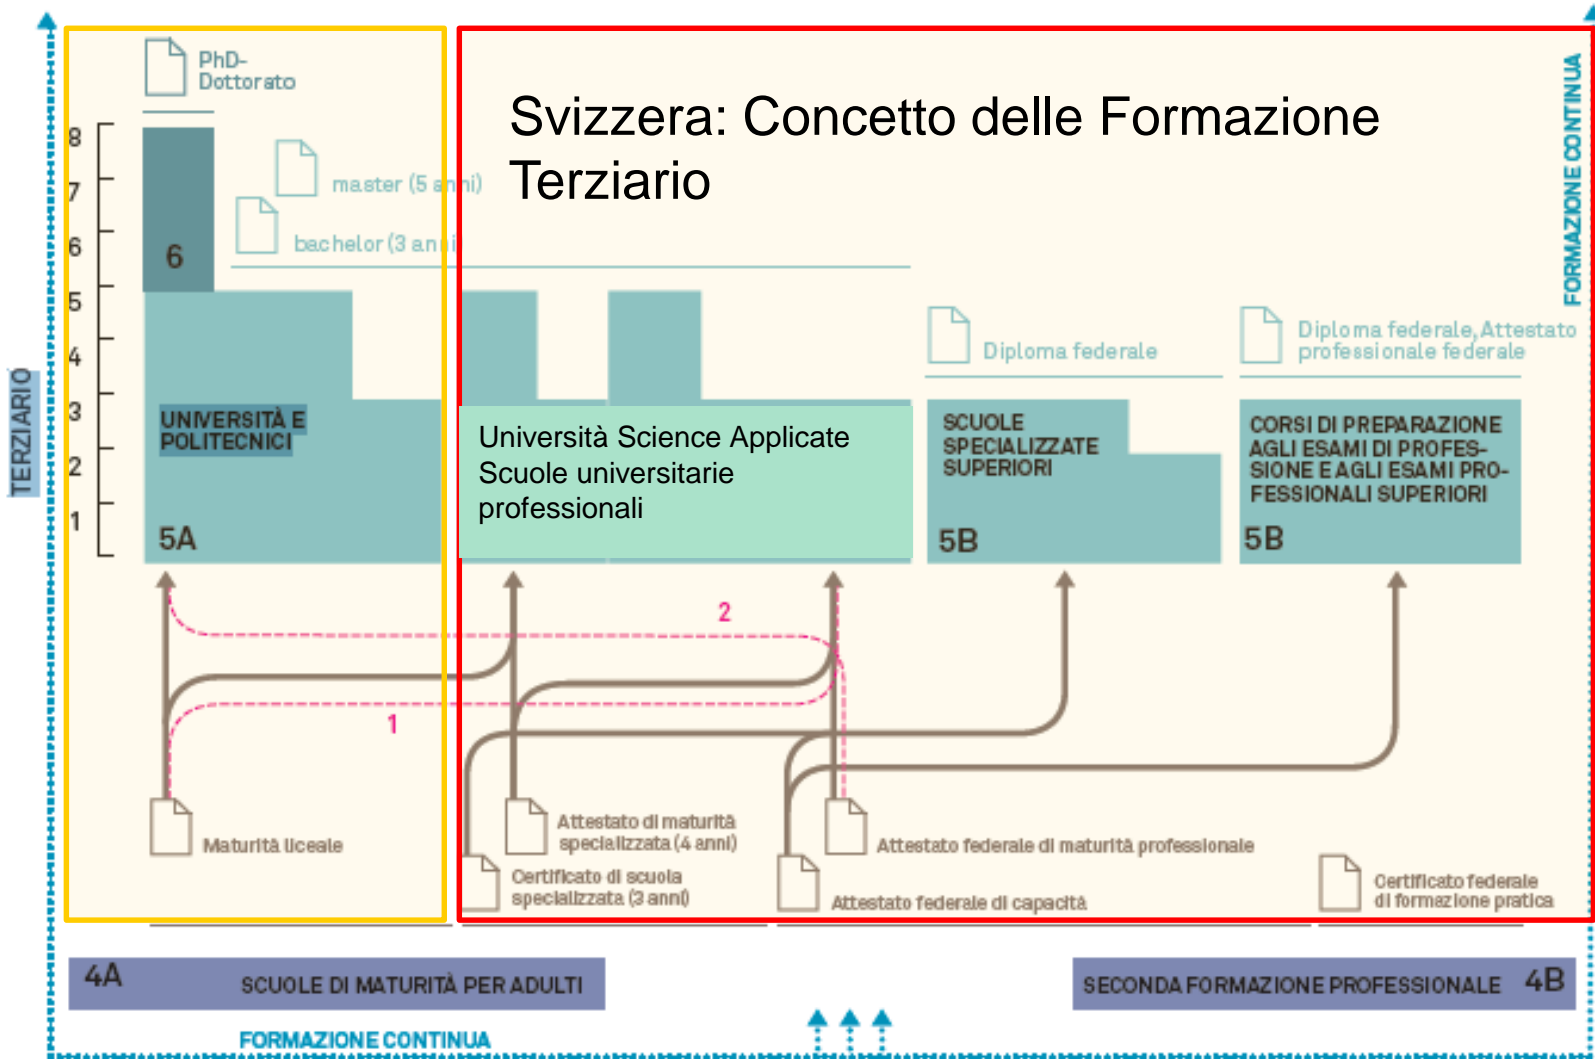 PhD-
Dottorato
Svizzera: Concetto delle Formazione
Terziario
FORMAZIONE CONTINUA
master (5 anni)
bachelor (3 anni
8
7
6
5
4
3
2
1
6
TERZIARIO
Diploma federale
Diploma federale, Attestato
professionale federale
UNIVERSITÀ E
POLITECNICI
5A
Università Science Applicate
Scuole universitarie
professionali
SCUOLE
SPECIALIZZATE
SUPERIORI
5B
CORSI DI PREPARAZIONE
AGLI ESAMI DI PROFES-
SIONE E AGLI ESAMI PRO-
FESSIONALI SUPERIORI
5B
2
1
Maturità liceale
Attestato di maturità
specializzata (4 anni)
Attestato federale di maturità professionale
Certificato di scuola
specializzata (3 anni)
Attestato federale di capacità
Certificato federale
di formazione pratica
4A
SCUOLE DI MATURITÀ PER ADULTI
SECONDA FORMAZIONE PROFESSIONALE
4B
FORMAZIONE CONTINUA